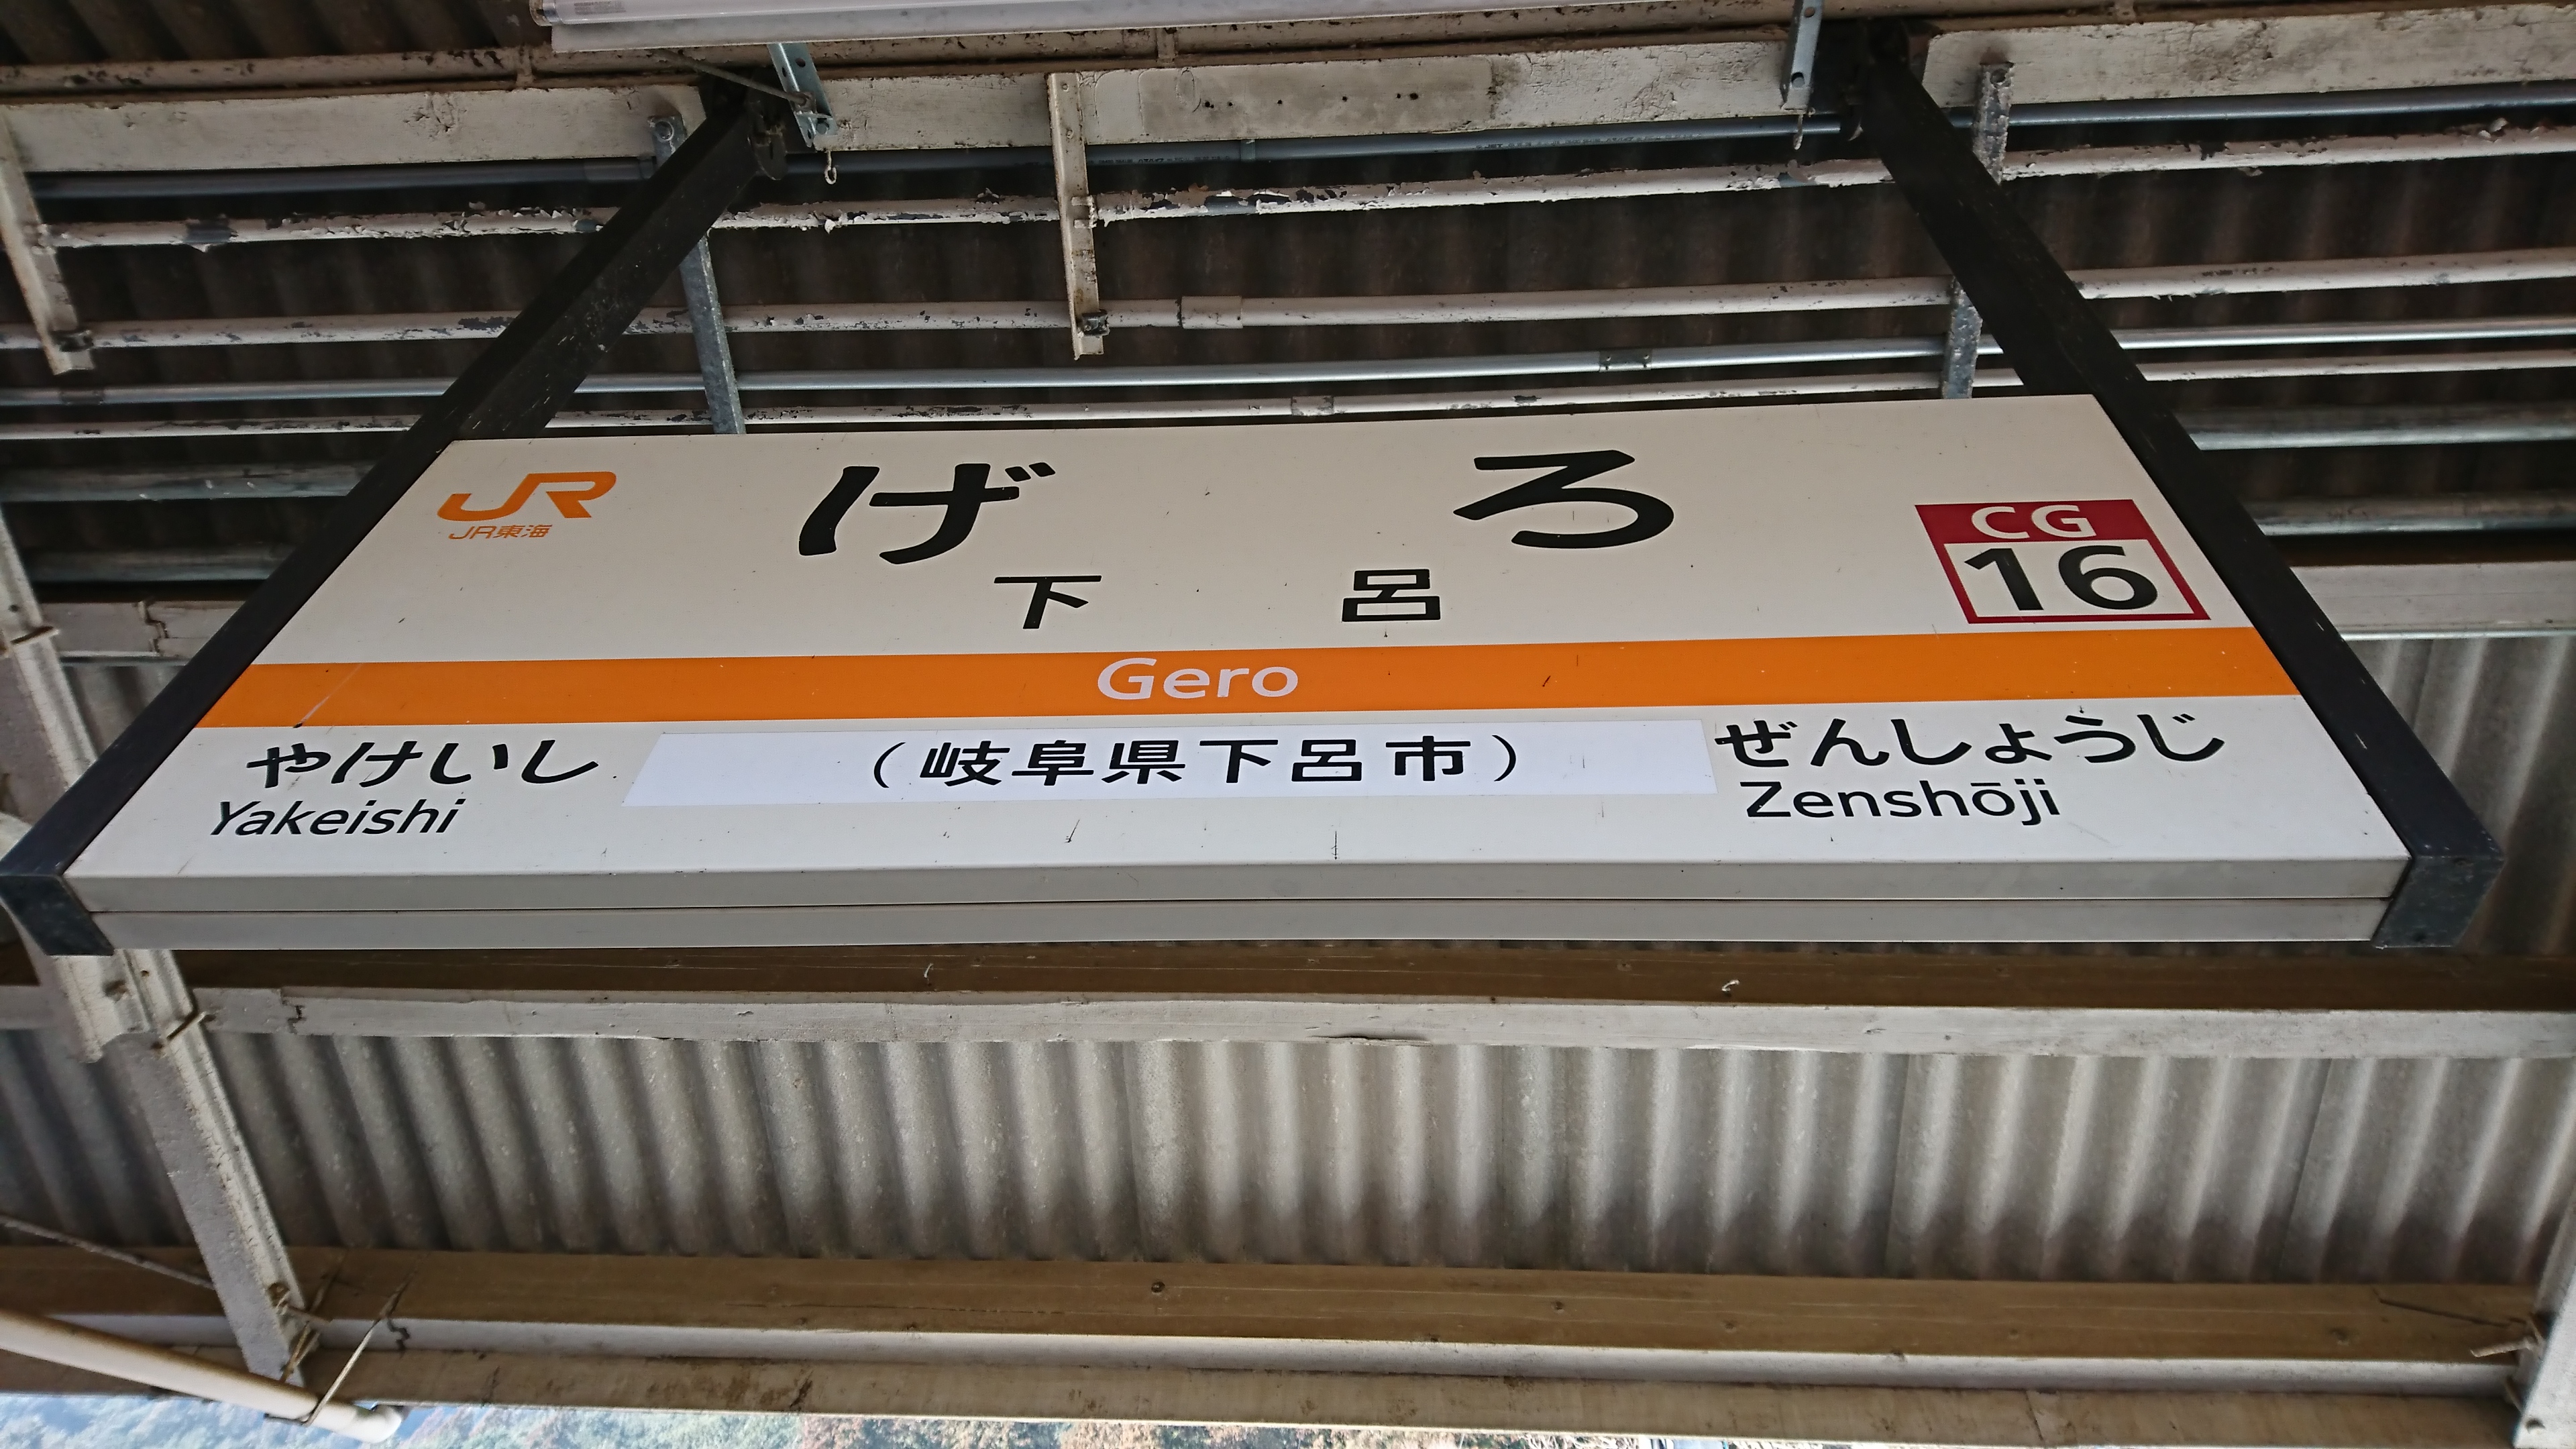 JR
JR東海
げろ
下呂
CG
16
Gero
やけいし
Yakeishi
(岐阜県下呂市)
ぜんしょうじ
Zenshōji